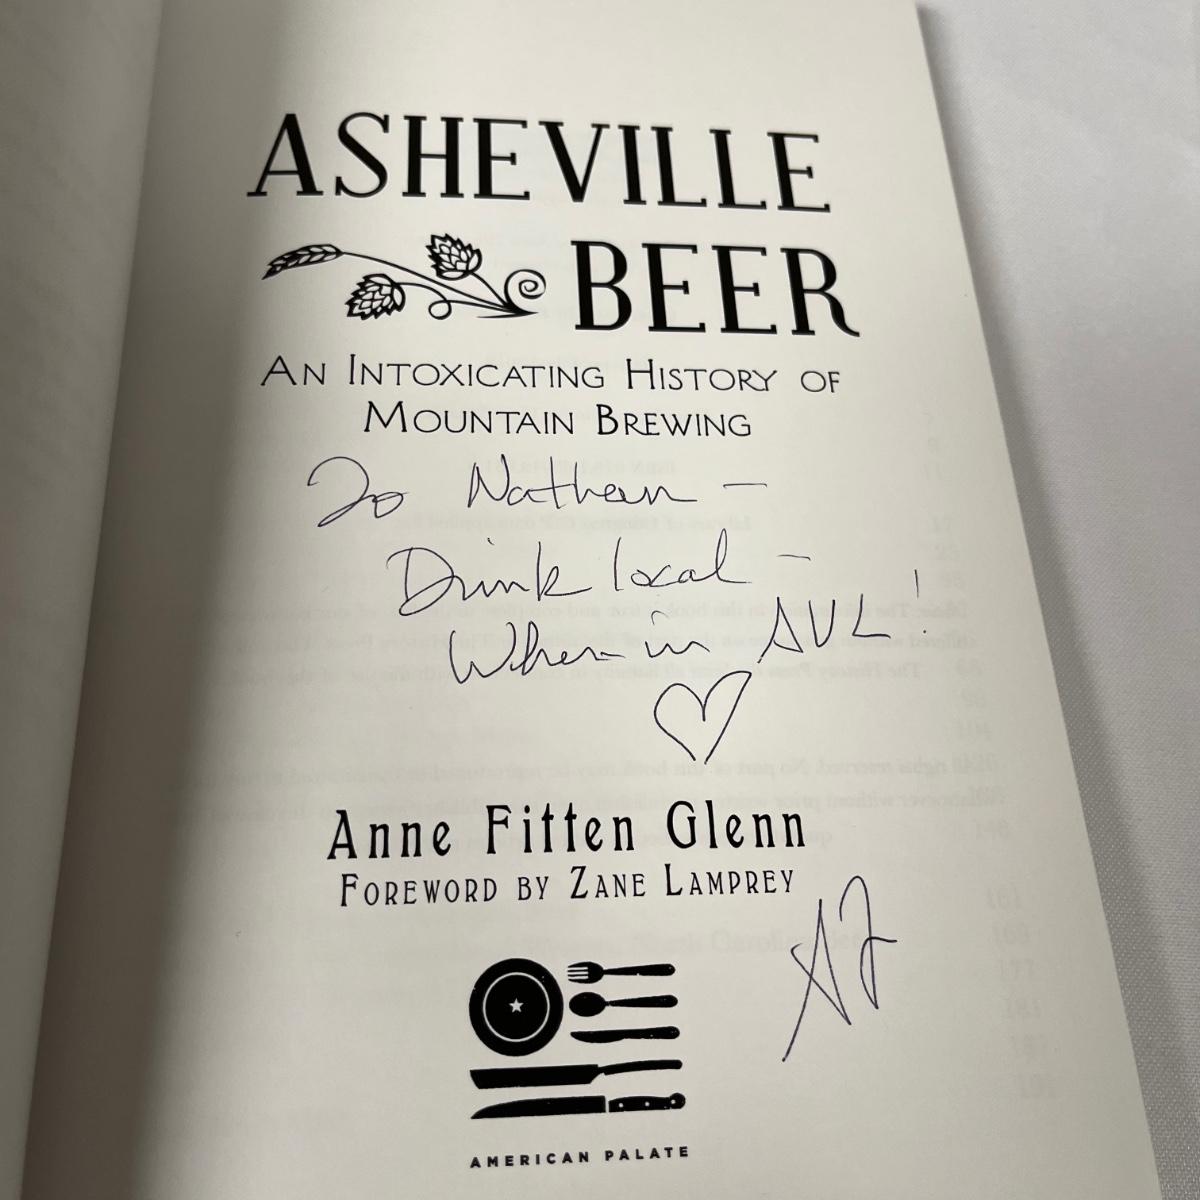 ASHEVILLE
BEER
AN INTOXICATING HISTORY OF
MOUNTAIN BREWING
To Nathan –
Drink local –
When in AVL!
Anne Fitten Glenn
FOREWORD BY ZANE LAMPREY
AF
AMERICAN PALATE